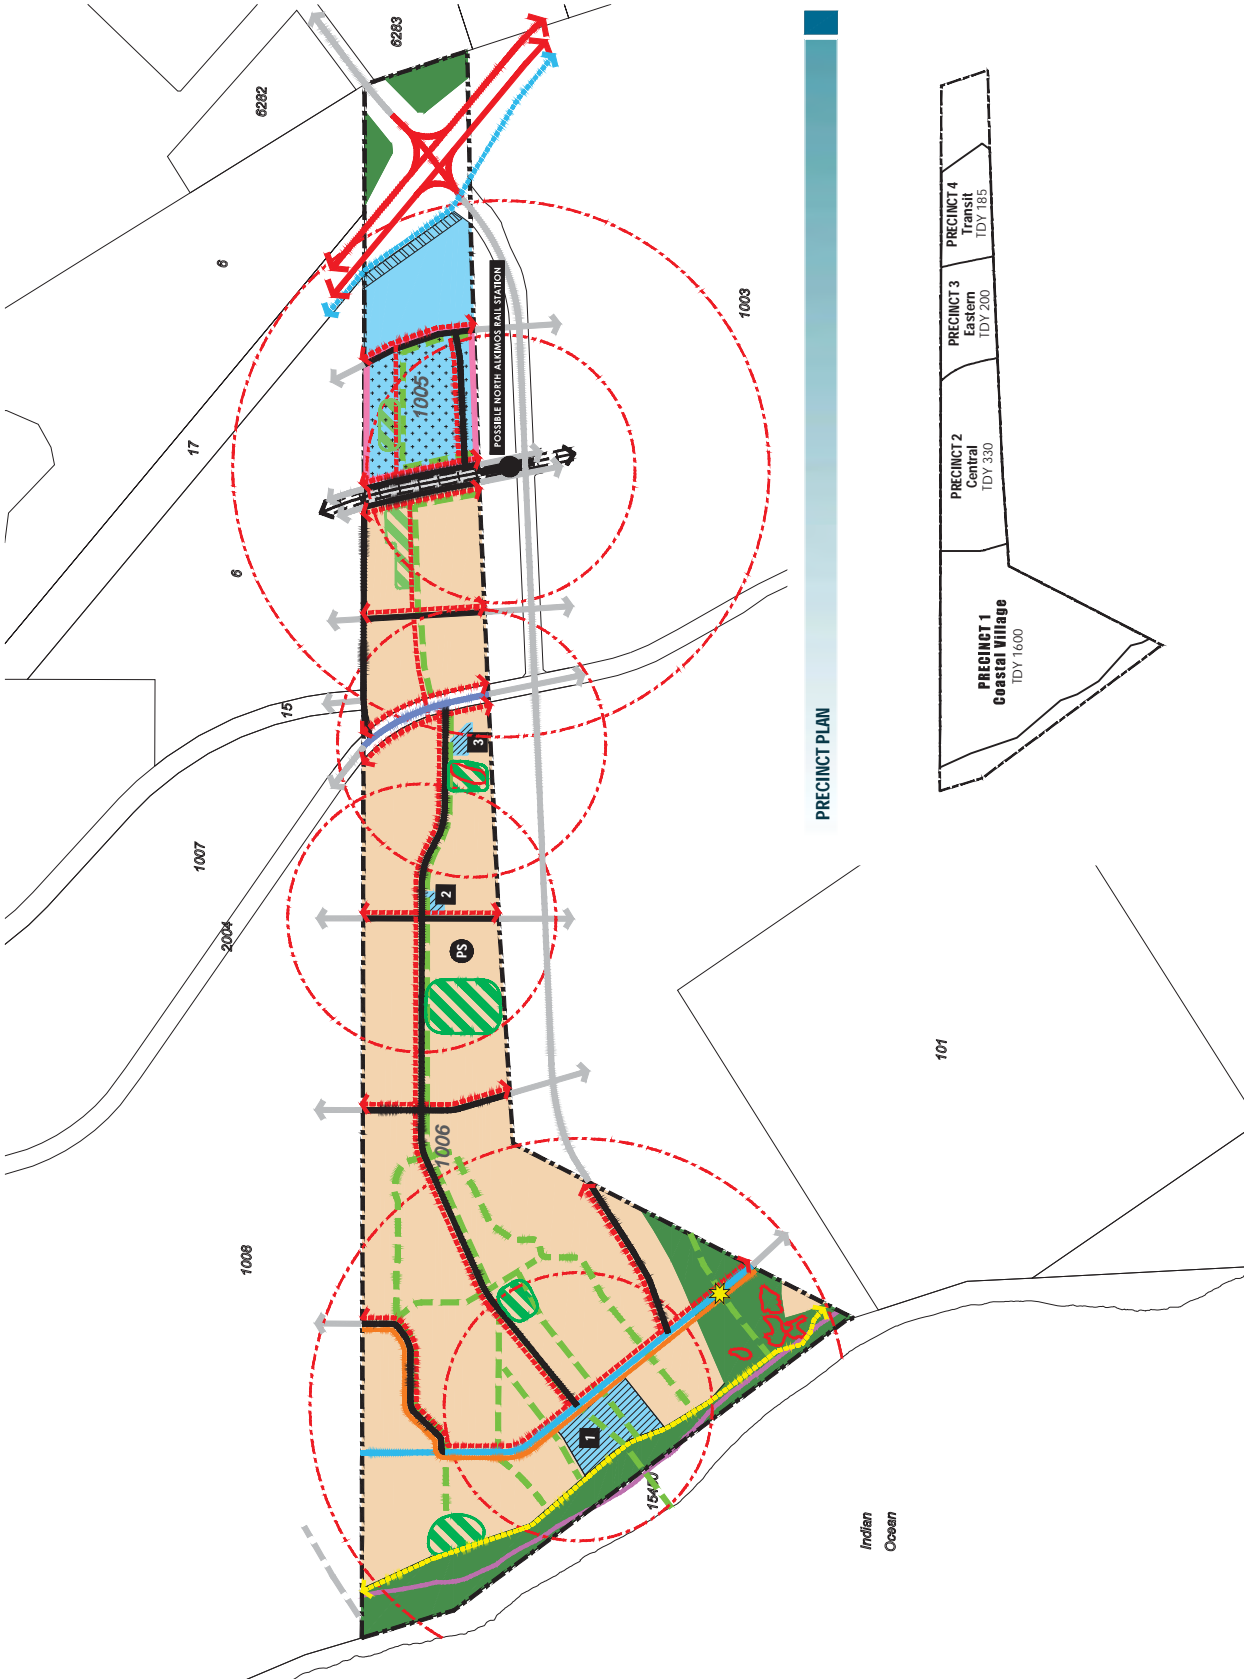 6283
6282
6
17
6
15
1003
1005
POSSIBLE NORTH ALKIMOS RAIL STATION
3
2
PS
1007
2004
1006
1008
1
101
Indian
Ocean
PRECINCT PLAN
PRECINCT 4
Transit
TDY 185
PRECINCT 3
Eastern
TDY 200
PRECINCT 2
Central
TDY 330
PRECINCT 1
Coastal Village
TDY 1600